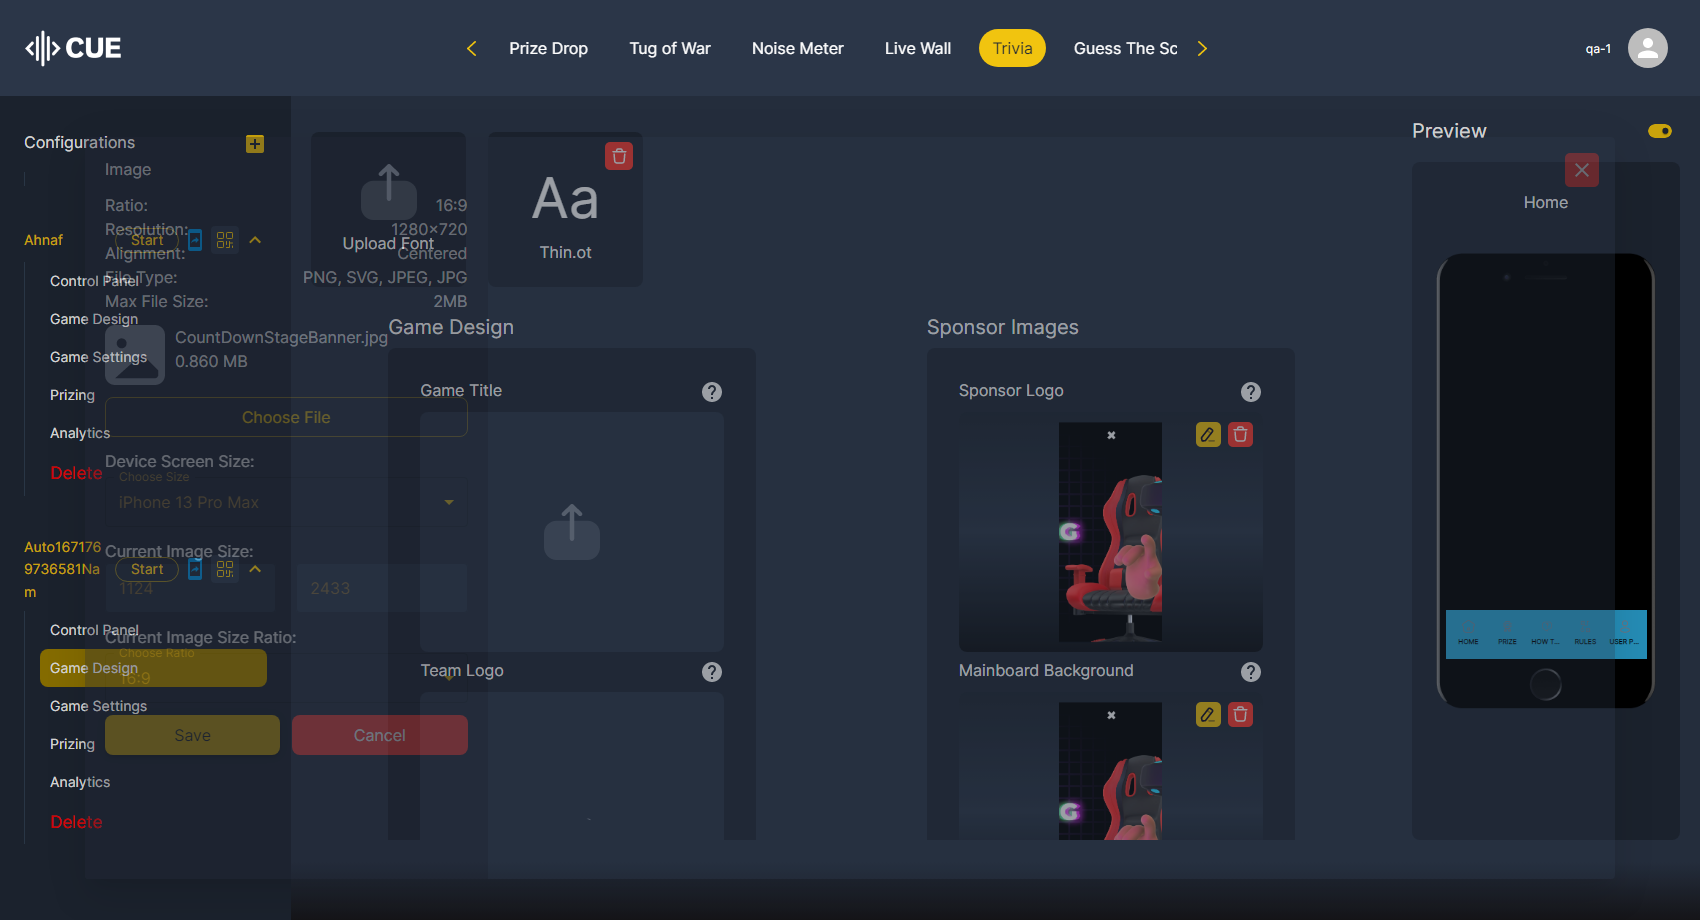 CUE
Prize Drop
Tug of War
Noise Meter
Live Wall
Trivia
Guess The Sc
qa-1
Configurations
Preview
Image
Ratio:
16:9
Resolution:
1280×720
Alignment:
Centered
File Type:
PNG, SVG, JPEG, JPG
Max File Size:
2MB
CountDownStageBanner.jpg
0.860 MB
Choose File
Device Screen Size:
Choose Size
iPhone 13 Pro Max
Current Image Size:
1124
2433
Current Image Size Ratio:
Choose Ratio
16:9
Save
Cancel
Ahnaf
Start
Control Panel
Game Design
Game Settings
Prizing
Analytics
Delete
Auto167176
9736581Na
m
Start
Control Panel
Game Design
Game Settings
Prizing
Analytics
Delete
Upload Font
Aa
Thin.ot
Game Design
Game Title
Team Logo
Sponsor Images
Sponsor Logo
G
Mainboard Background
G
Home
HOME
PRIZE
HOW T...
RULES
USER P...